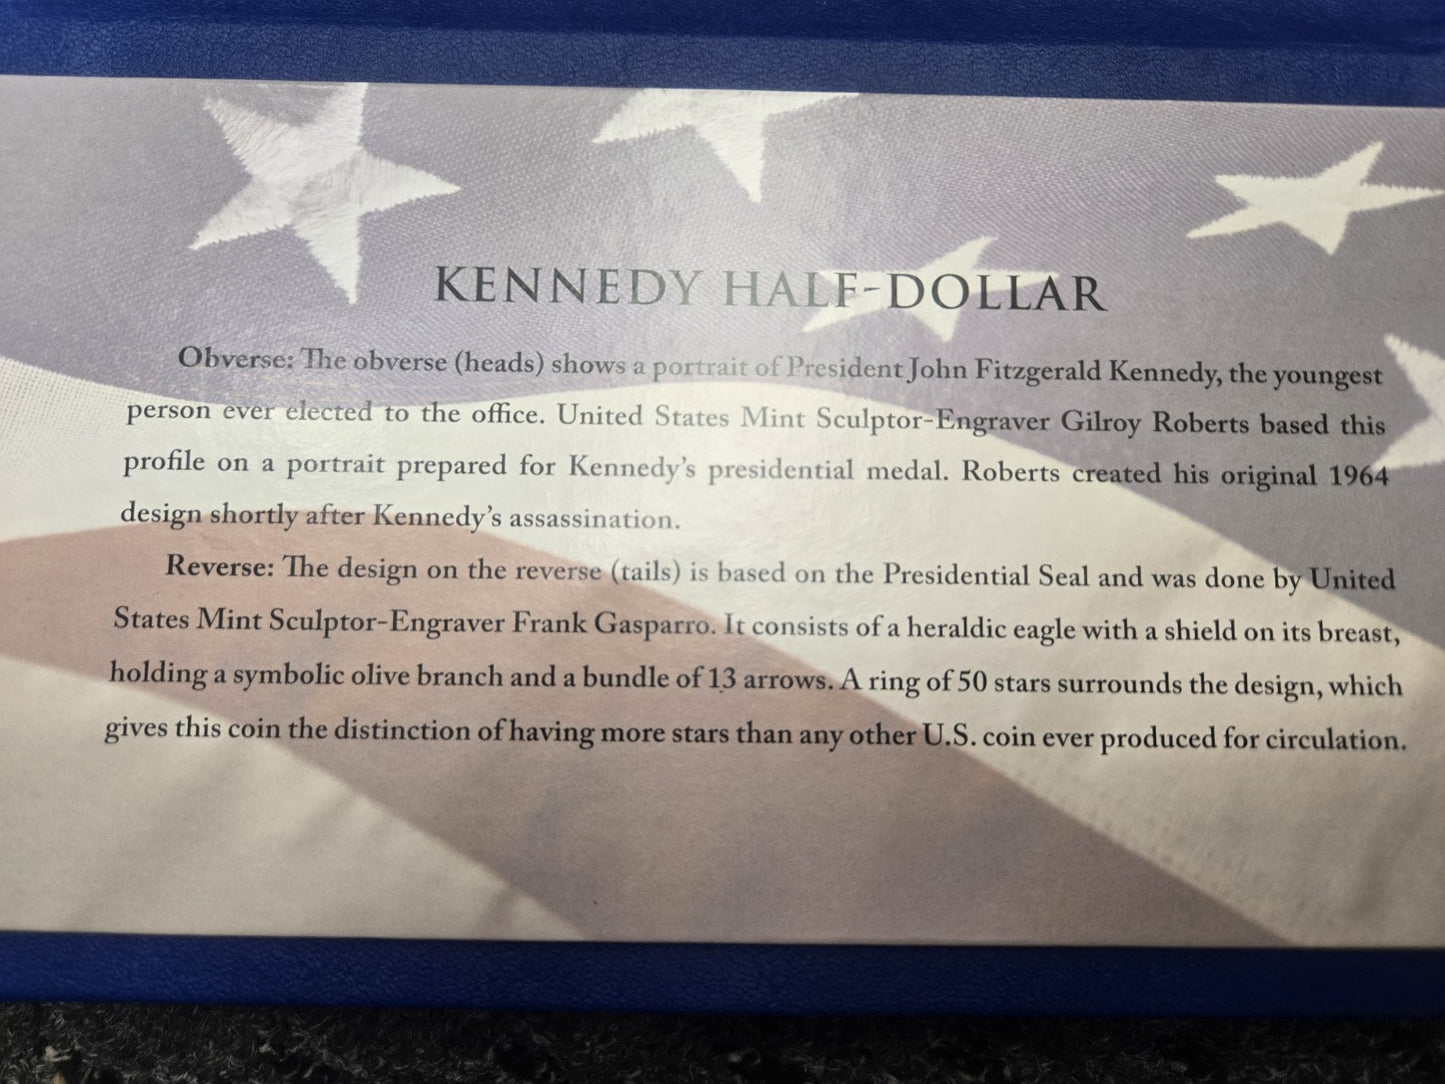 KENNEDY HALF-DOLLAR
Obverse: The obverse (heads) shows a portrait of President John Fitzgerald Kennedy, the youngest
person ever elected to the office. United States Mint Sculptor-Engraver Gilroy Roberts based this
profile on a portrait prepared for Kennedy's presidential medal. Roberts created his original 1964
design shortly after Kennedy's assassination.
Reverse: The design on the reverse (tails) is based on the Presidential Seal and was done by United
States Mint Sculptor-Engraver Frank Gasparro. It consists of a heraldic eagle with a shield on its breast,
holding a symbolic olive branch and a bundle of 13 arrows. A ring of 50 stars surrounds the design, which
gives this coin the distinction of having more stars than any other U.S. coin ever produced for circulation.